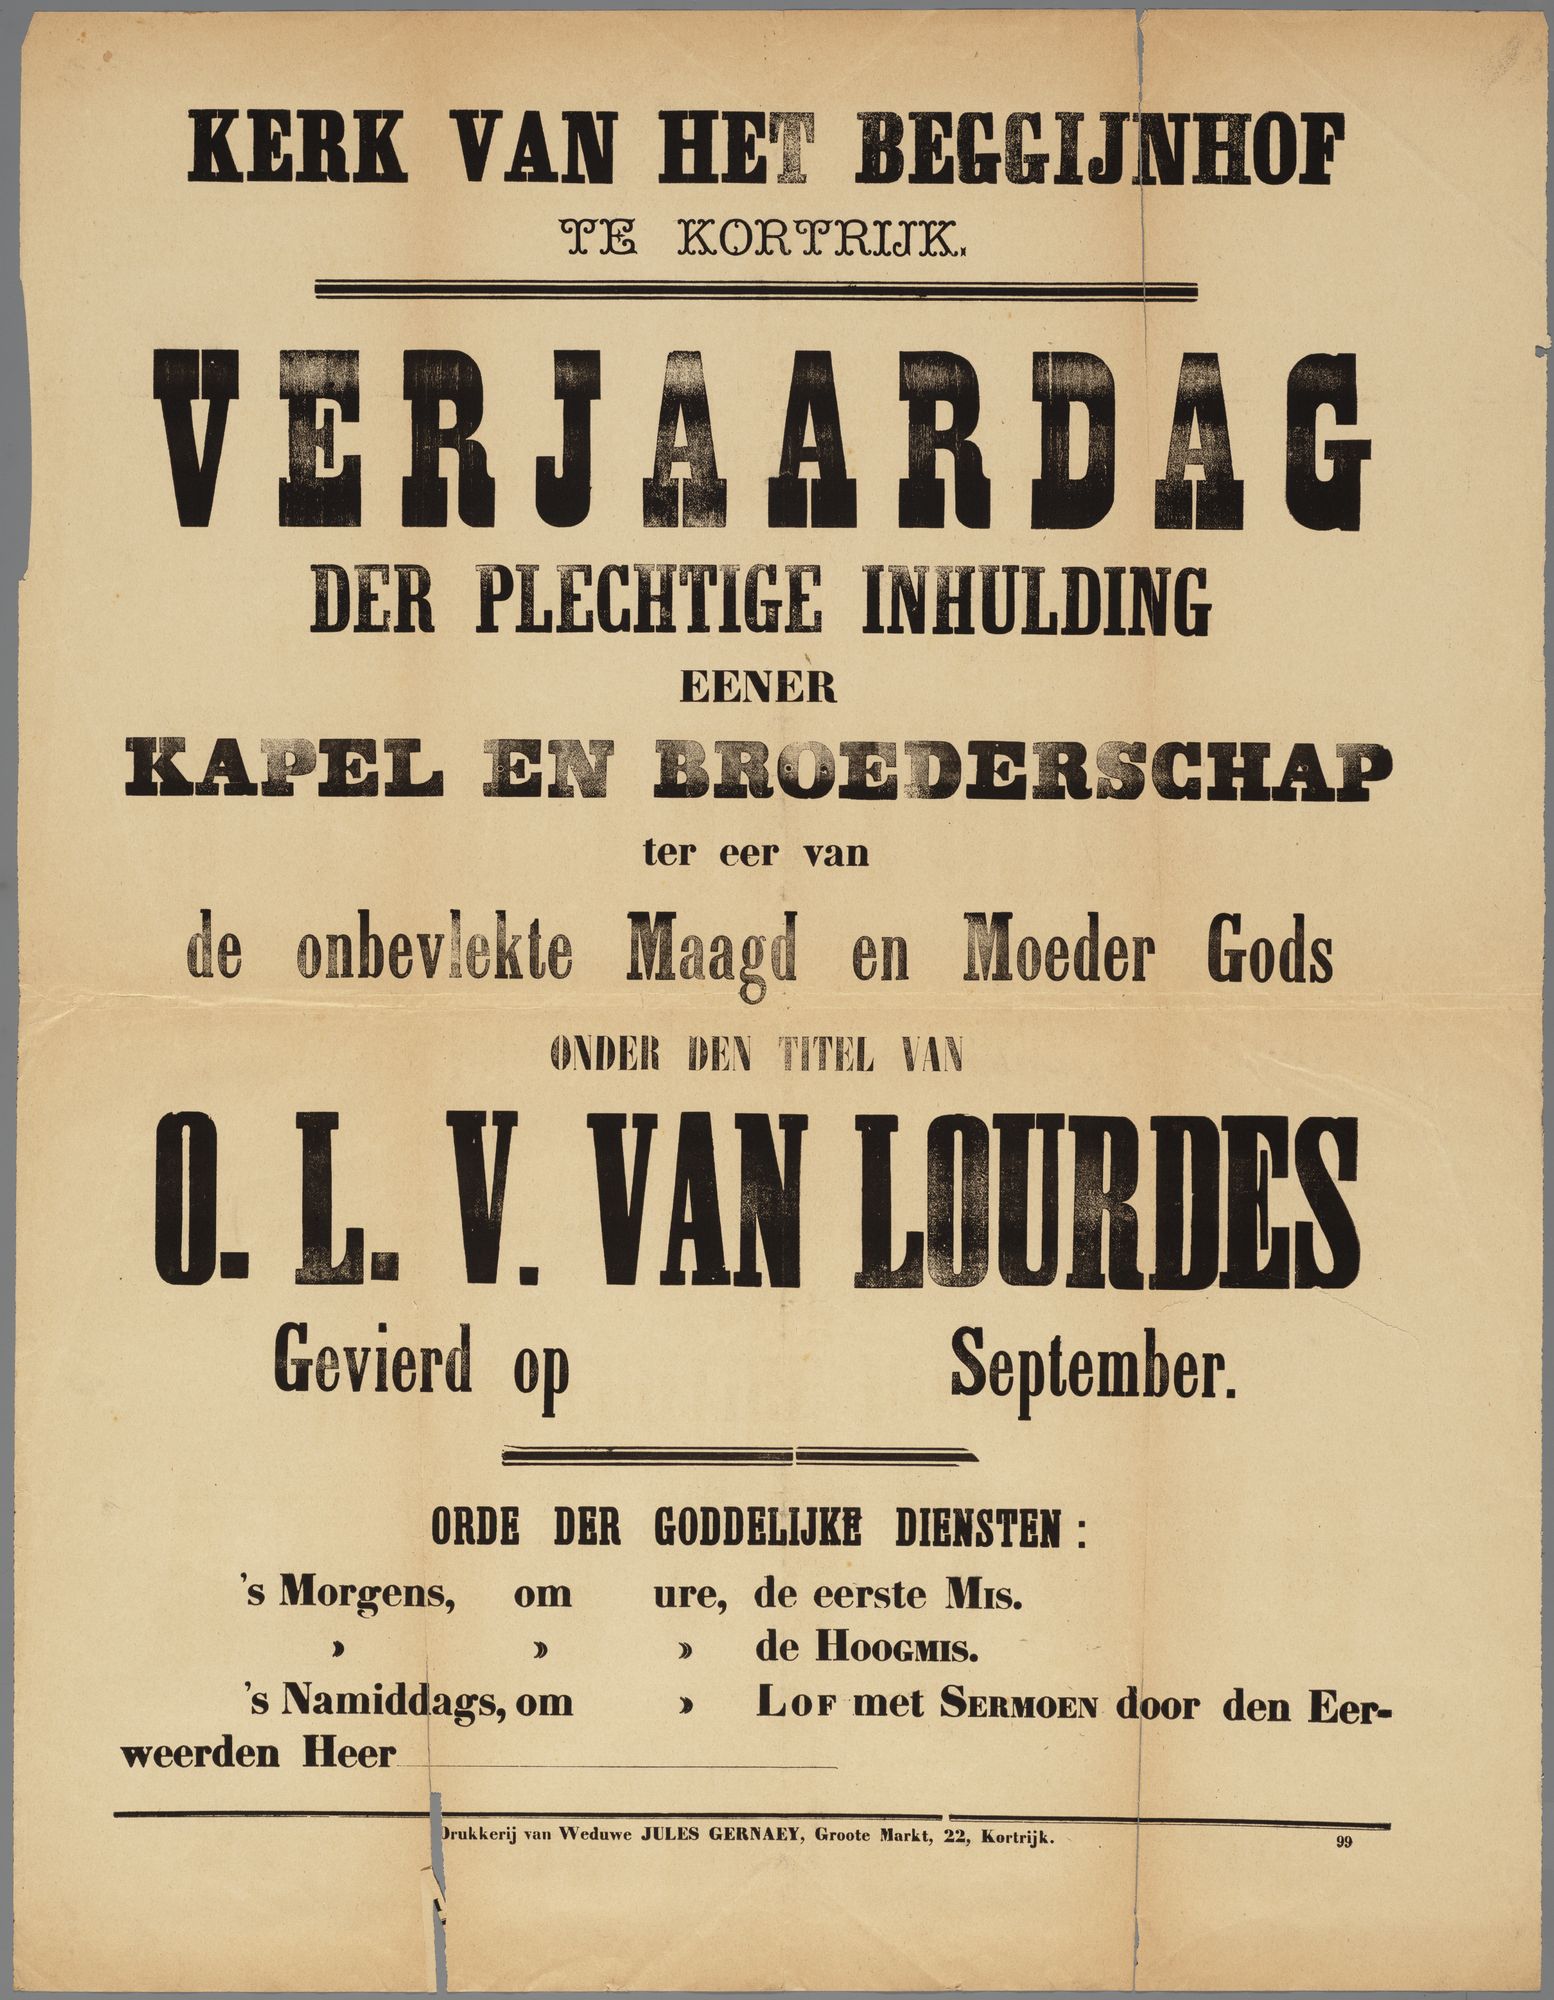 KERK VAN HET BEGGIJNHOF
TE KORTRIJK.
VERJAARDAG
DER PLECHTIGE INHULDING
EENER
KAPEL EN BROEDERSCHAP
ter eer van
de onbevlekte Maagd en Moeder Gods
ONDER DEN TITEL VAN
O. L. V. VAN LOURDES
Gevierd op September.
ORDE DER GODDELIJKE DIENSTEN :
's Morgens, om ure, de eerste MIS.
» » » de HOOGMIS.
's Namiddags, om » LOF met SERMOEN door den Eer-
weerden Heer
Drukkerij van Weduwe JULES GERNAEY, Groote Markt, 22, Kortrijk. 99